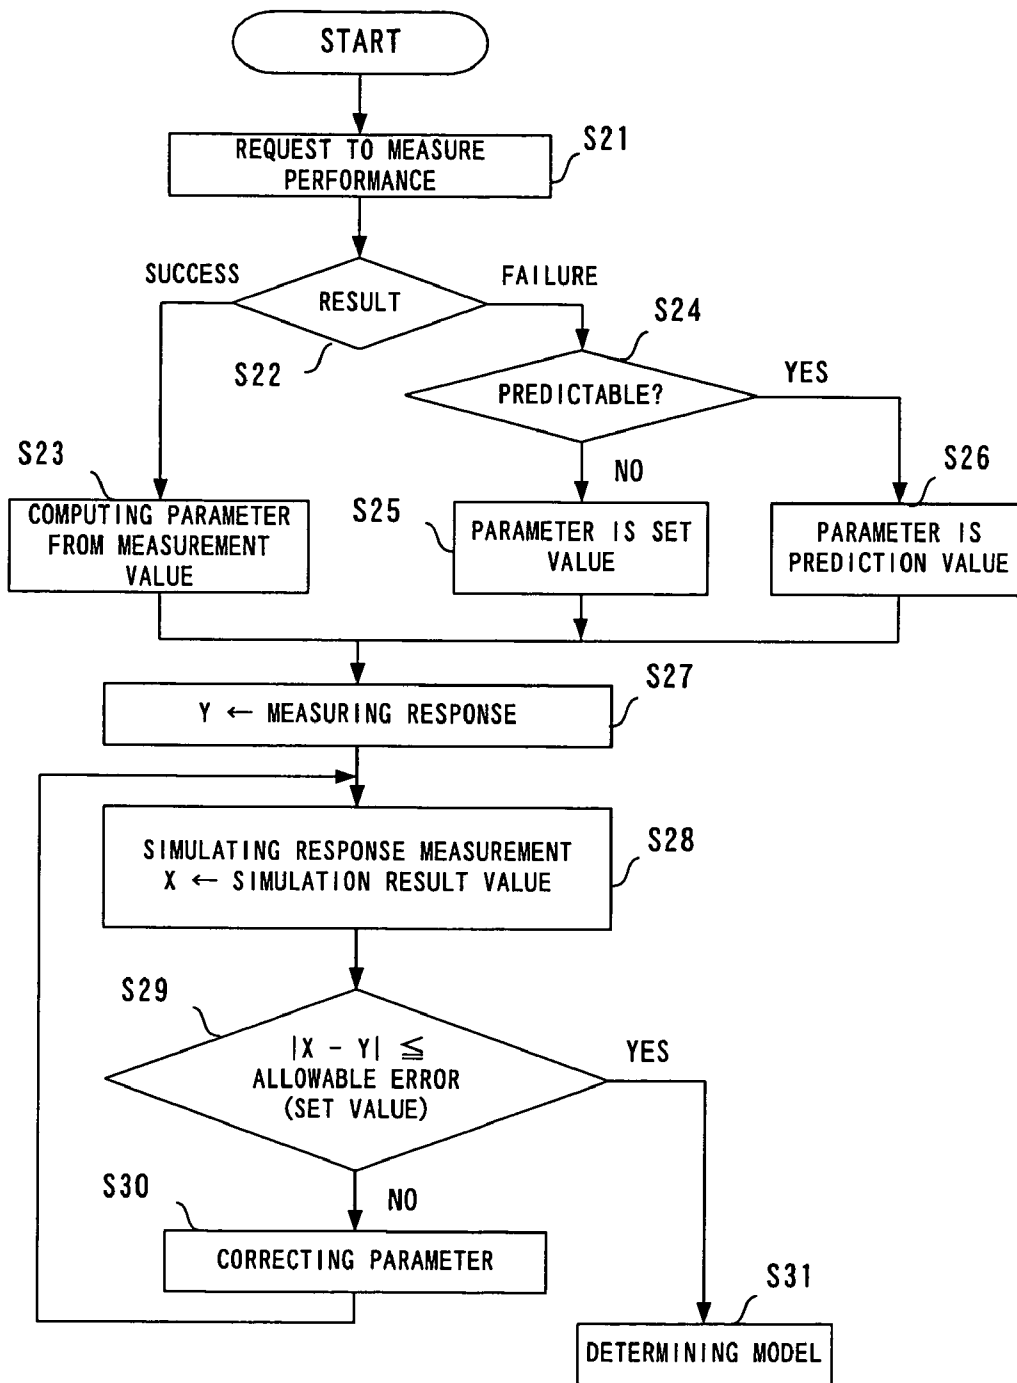 START
S21
REQUEST TO MEASURE
PERFORMANCE
SUCCESS
FAILURE
RESULT
S22
S24
PREDICTABLE?
YES
NO
S23
COMPUTING PARAMETER
FROM MEASUREMENT
VALUE
S25
PARAMETER IS SET
VALUE
S26
PARAMETER IS
PREDICTION VALUE
S27
Y ← MEASURING RESPONSE
S28
SIMULATING RESPONSE MEASUREMENT
X ← SIMULATION RESULT VALUE
S29
|X - Y| ≦
ALLOWABLE ERROR
(SET VALUE)
YES
NO
S30
CORRECTING PARAMETER
S31
DETERMINING MODEL